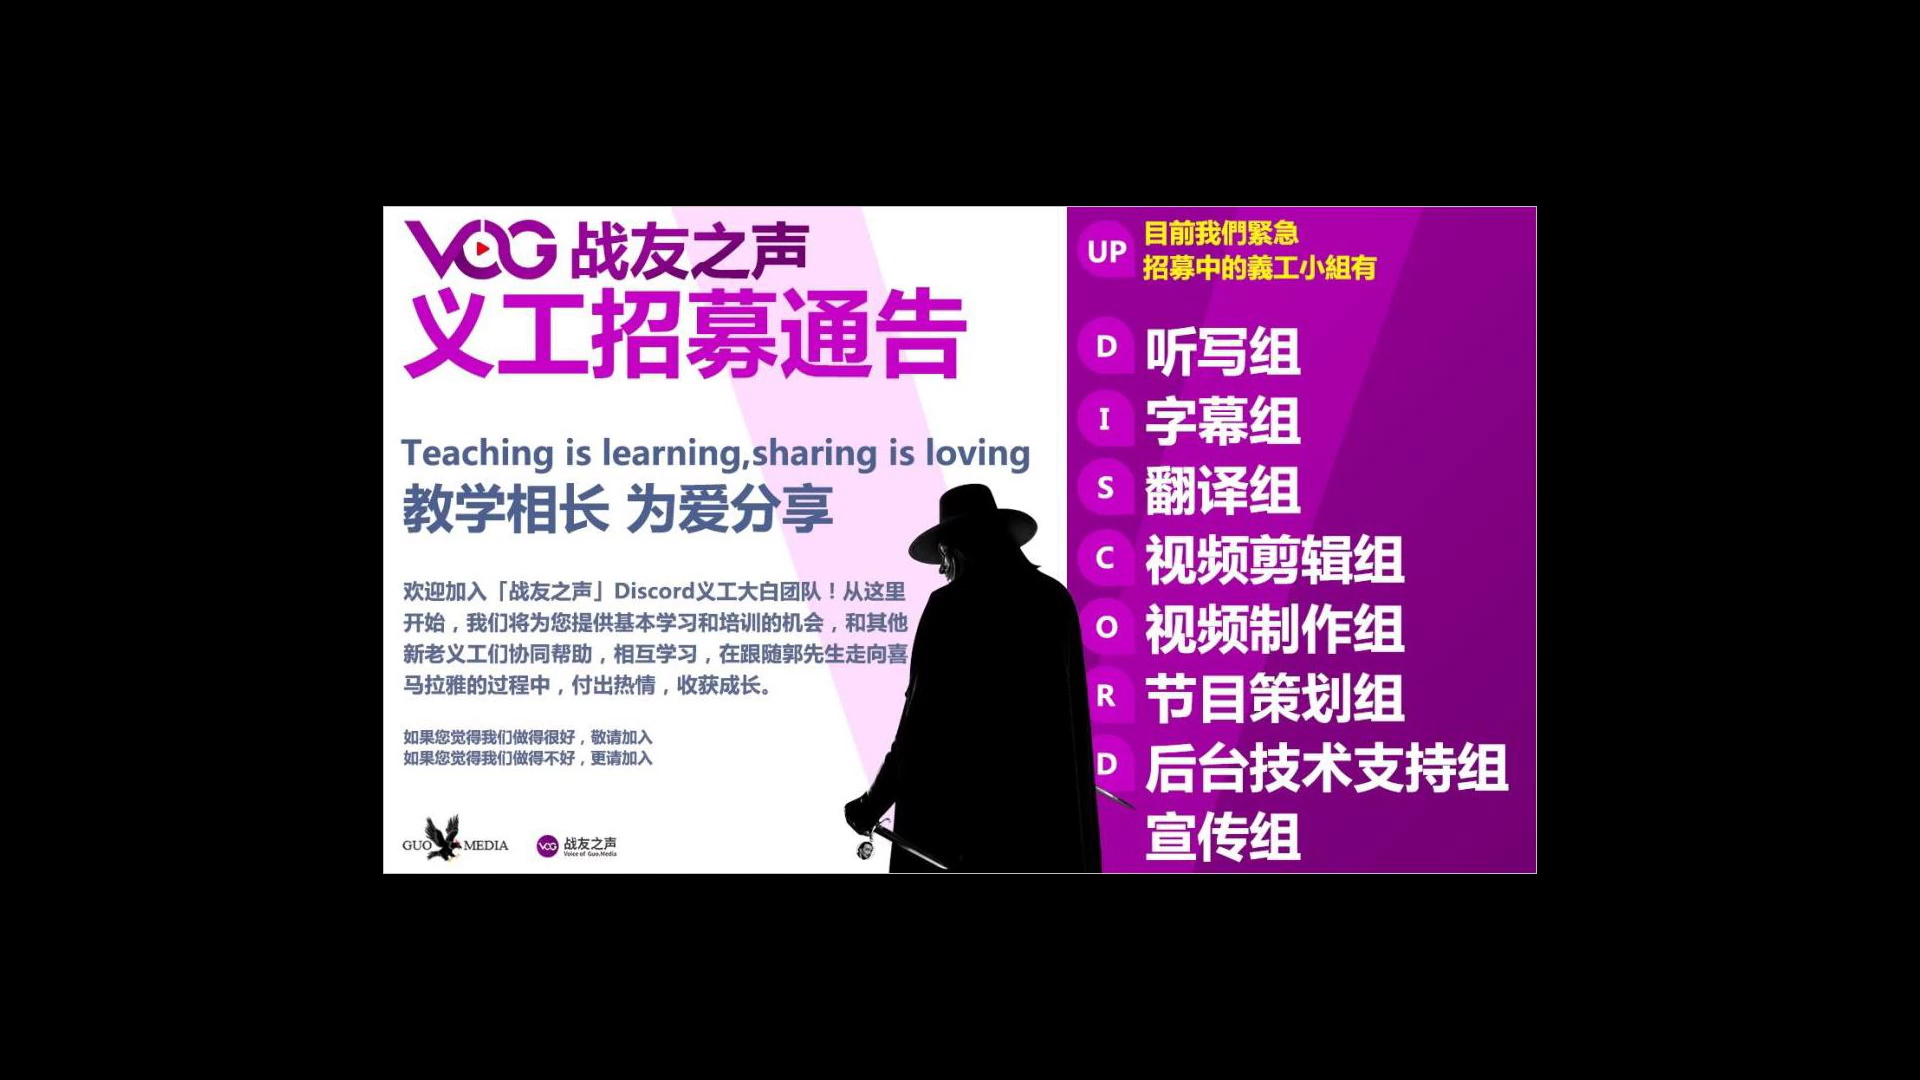 VOG 战友之声
义工招募通告
Teaching is learning,sharing is loving
教学相长 为爱分享
欢迎加入「战友之声」Discord义工大白团队！从这里
开始，我们将为您提供基本学习和培训的机会，和其他
新老义工们协同帮助，相互学习，在跟随郭先生走向喜
马拉雅的过程中，付出热情，收获成长。
如果您觉得我们做得很好，敬请加入
如果您觉得我们做得不好，更请加入
GUO MEDIA
VOG 战友之声
Voice of Guo.Media
UP 目前我們緊急
招募中的義工小組有
D 听写组
I 字幕组
S 翻译组
C 视频剪辑组
O 视频制作组
R 节目策划组
D 后台技术支持组
宣传组